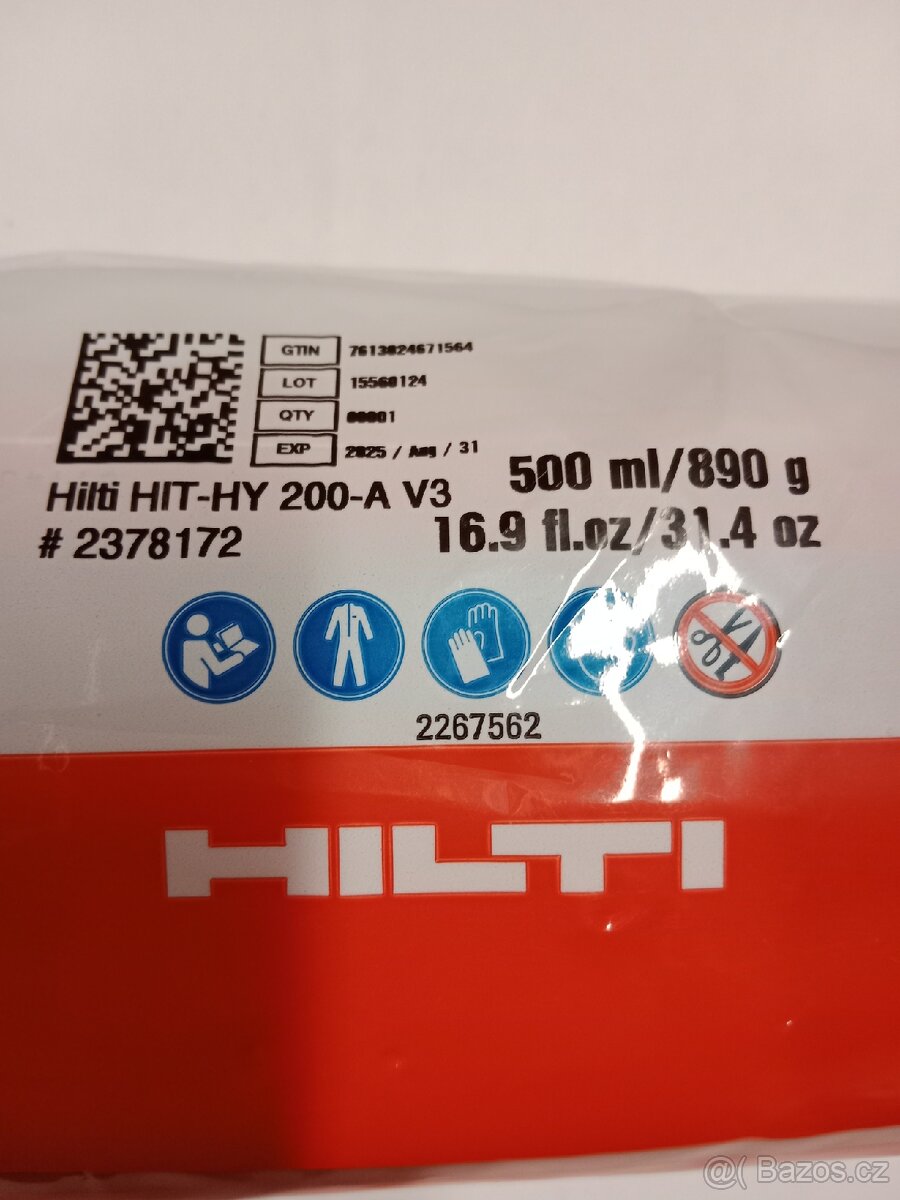 GTIN 7613024671564
LOT 15560124
QTY 00001
EXP 2025 / Aug / 31
Hilti HIT-HY 200-A V3
500 ml/890 g
# 2378172
16.9 fl.oz/31.4 oz
2267562
HILTI
@( Bazos.cz